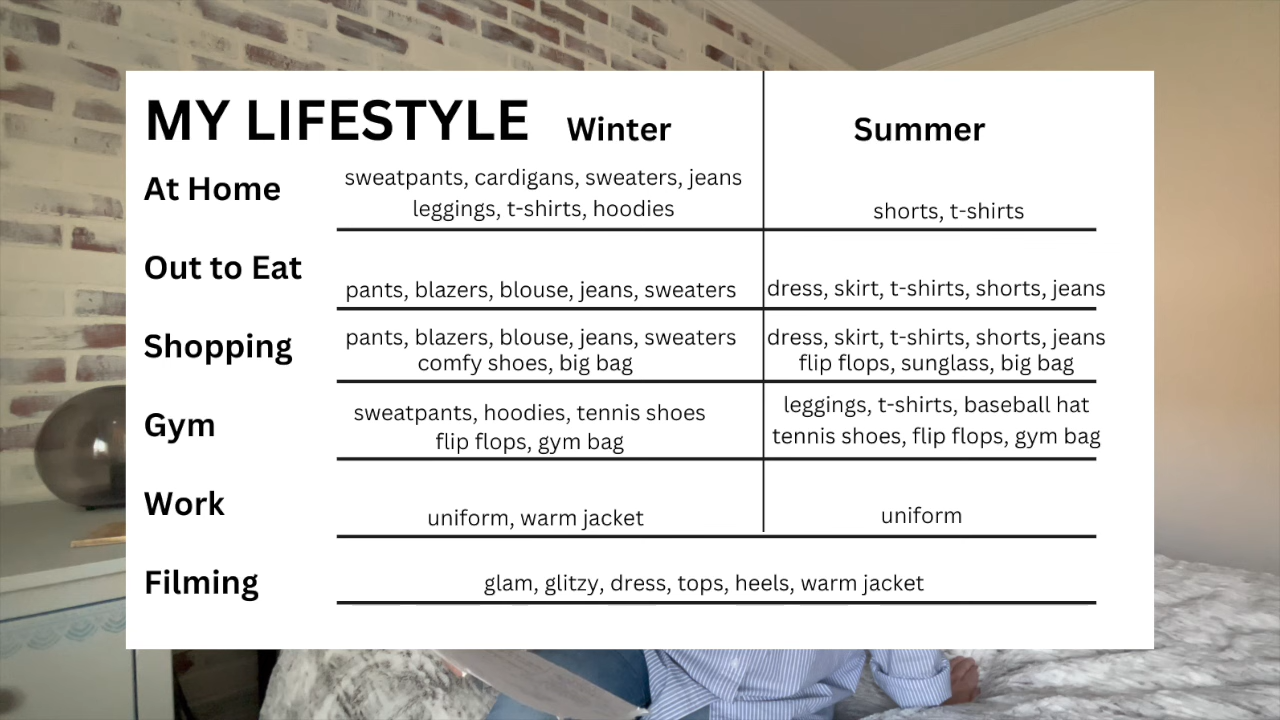 MY LIFESTYLE Winter Summer
At Home
sweatpants, cardigans, sweaters, jeans
leggings, t-shirts, hoodies
shorts, t-shirts
Out to Eat
pants, blazers, blouse, jeans, sweaters
dress, skirt, t-shirts, shorts, jeans
Shopping
pants, blazers, blouse, jeans, sweaters
comfy shoes, big bag
dress, skirt, t-shirts, shorts, jeans
flip flops, sunglass, big bag
Gym
sweatpants, hoodies, tennis shoes
flip flops, gym bag
leggings, t-shirts, baseball hat
tennis shoes, flip flops, gym bag
Work
uniform, warm jacket
uniform
Filming
glam, glitzy, dress, tops, heels, warm jacket